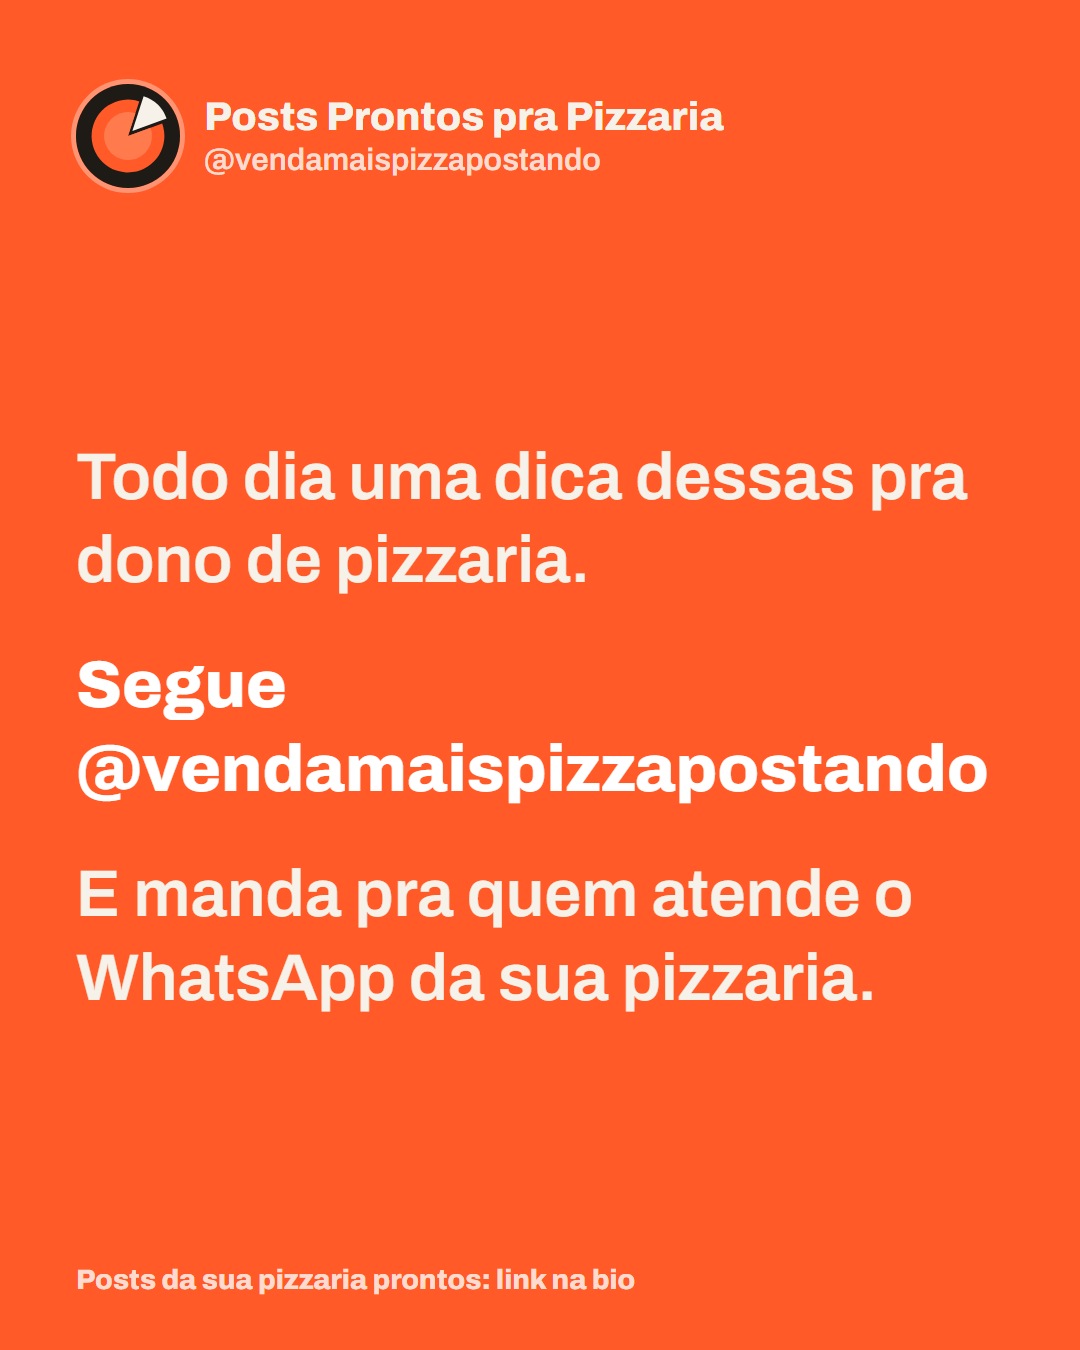 Posts Prontos pra Pizzaria
@vendamaispizzapostando
Todo dia uma dica dessas pra
dono de pizzaria.
Segue
@vendamaispizzapostando
E manda pra quem atende o
WhatsApp da sua pizzaria.
Posts da sua pizzaria prontos: link na bio